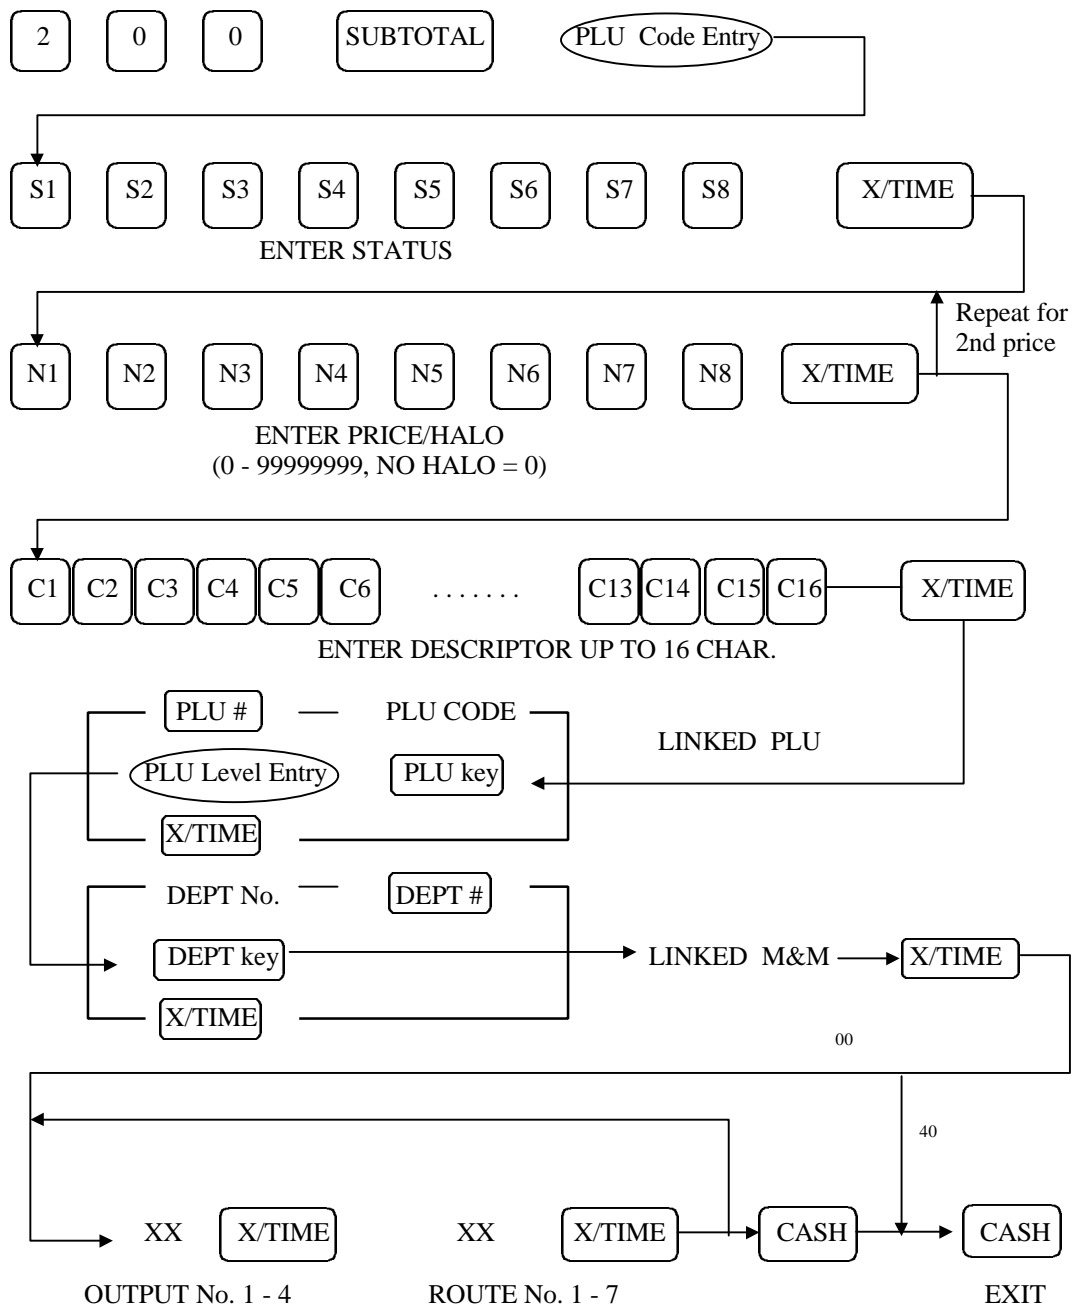 2 0 0 SUBTOTAL PLU Code Entry
S1 S2 S3 S4 S5 S6 S7 S8 X/TIME
ENTER STATUS
Repeat for
2nd price
N1 N2 N3 N4 N5 N6 N7 N8 X/TIME
ENTER PRICE/HALO
(0 - 99999999, NO HALO = 0)
C1 C2 C3 C4 C5 C6 ....... C13 C14 C15 C16 X/TIME
ENTER DESCRIPTOR UP TO 16 CHAR.
PLU # PLU CODE
LINKED PLU
PLU Level Entry PLU key
X/TIME
DEPT No. DEPT #
DEPT key LINKED M&M X/TIME
X/TIME
00
40
XX X/TIME XX X/TIME CASH CASH
OUTPUT No. 1 - 4 ROUTE No. 1 - 7 EXIT